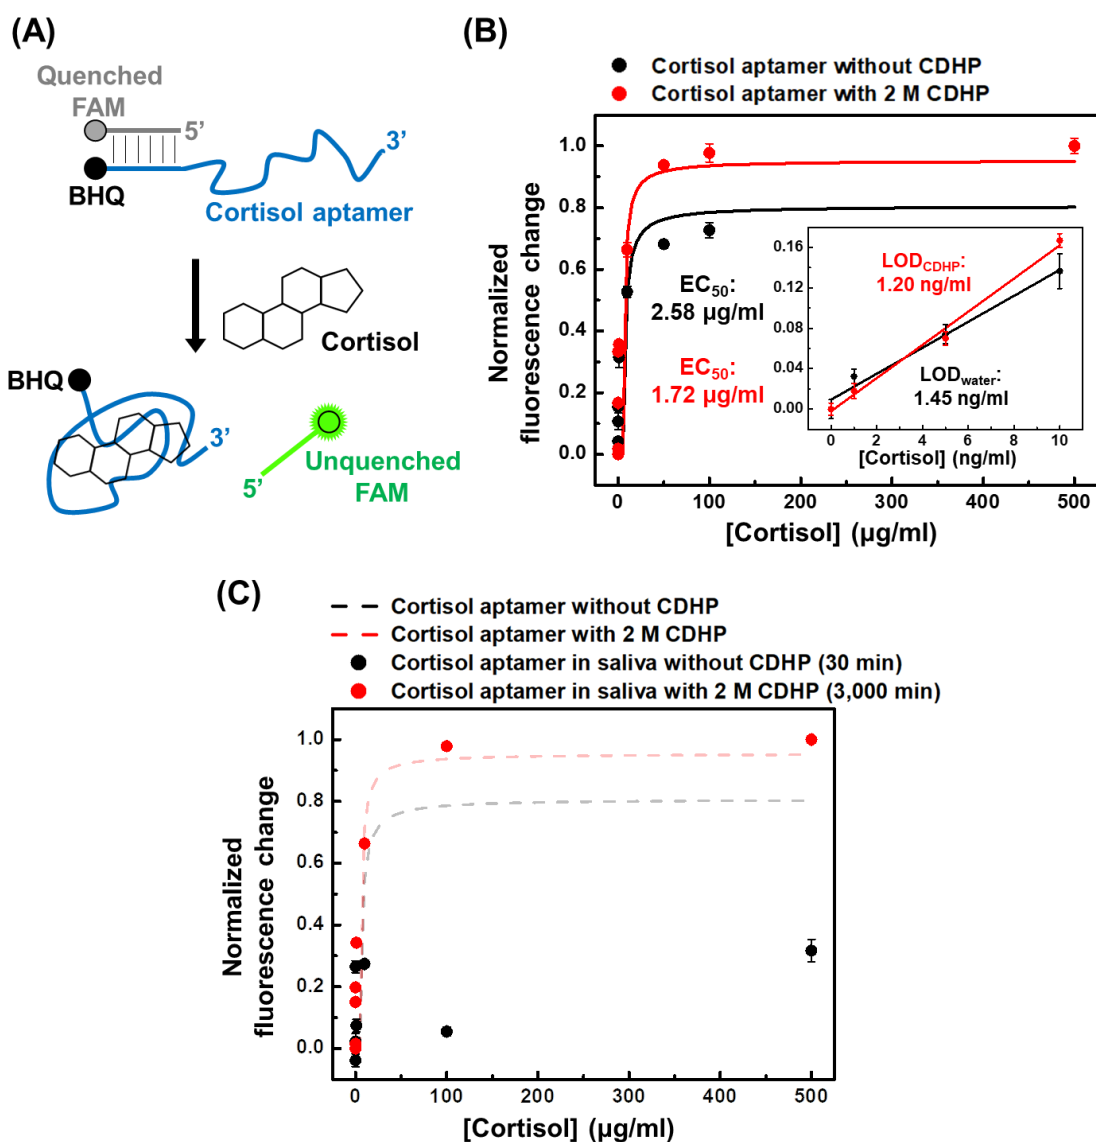 (A)
Quenched
FAM
5’
3’
BHQ
Cortisol aptamer
Cortisol
BHQ
3’
5’
Unquenched
FAM
(B)
Cortisol aptamer without CDHP
Cortisol aptamer with 2 M CDHP
Normalized
fluorescence change
1.0
0.8
0.6
0.4
0.2
0.0
EC50:
2.58 µg/ml
EC50:
1.72 µg/ml
0.16
0.12
0.08
0.04
0.00
LODCDHP:
1.20 ng/ml
LODwater:
1.45 ng/ml
0 2 4 6 8 10
[Cortisol] (ng/ml)
0 100 200 300 400 500
[Cortisol] (µg/ml)
(C)
Cortisol aptamer without CDHP
Cortisol aptamer with 2 M CDHP
Cortisol aptamer in saliva without CDHP (30 min)
Cortisol aptamer in saliva with 2 M CDHP (3,000 min)
Normalized
fluorescence change
1.0
0.8
0.6
0.4
0.2
0.0
0 100 200 300 400 500
[Cortisol] (µg/ml)